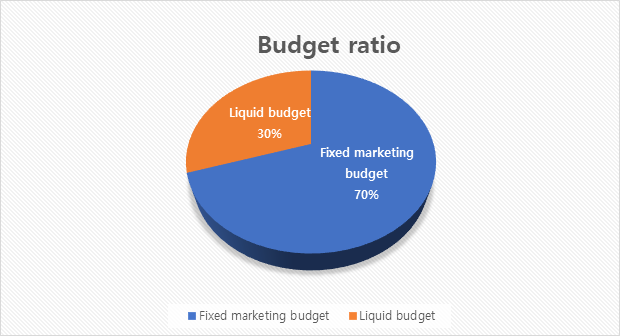 Budget ratio
Liquid budget
30%
Fixed marketing
budget
70%
Fixed marketing budget
Liquid budget